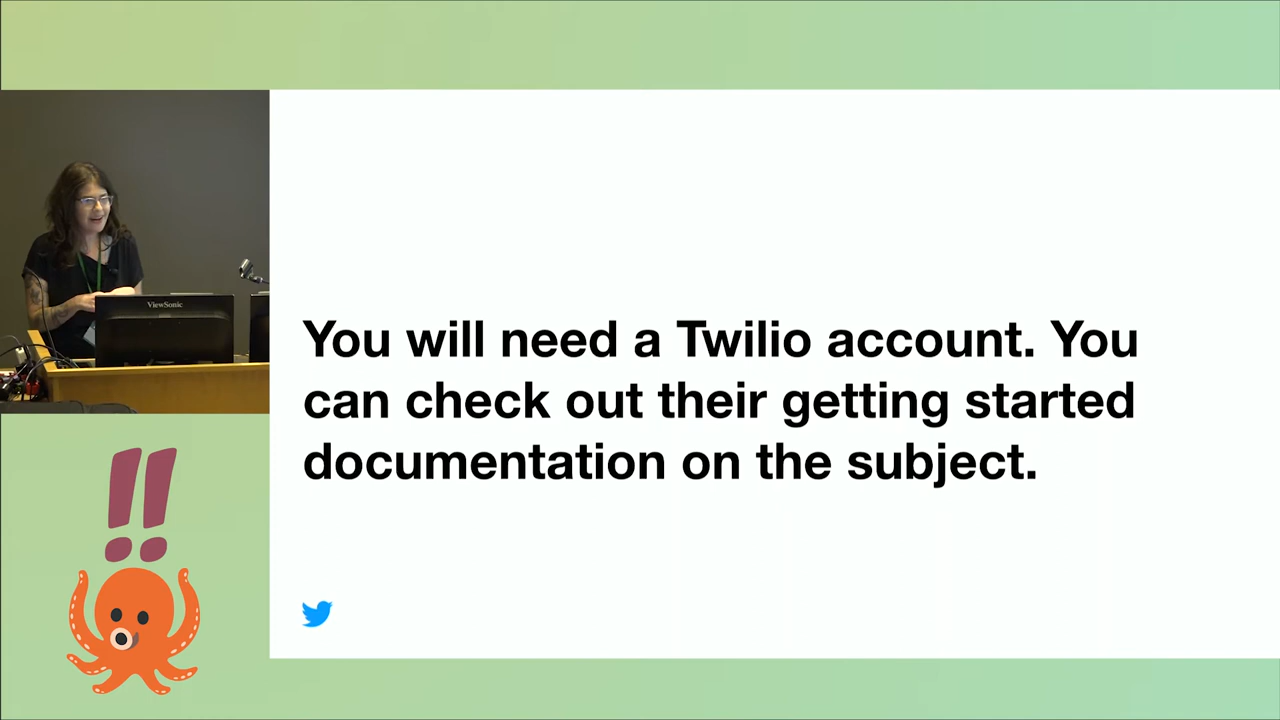 ViewSonic
You will need a Twilio account. You
can check out their getting started
documentation on the subject.
!!